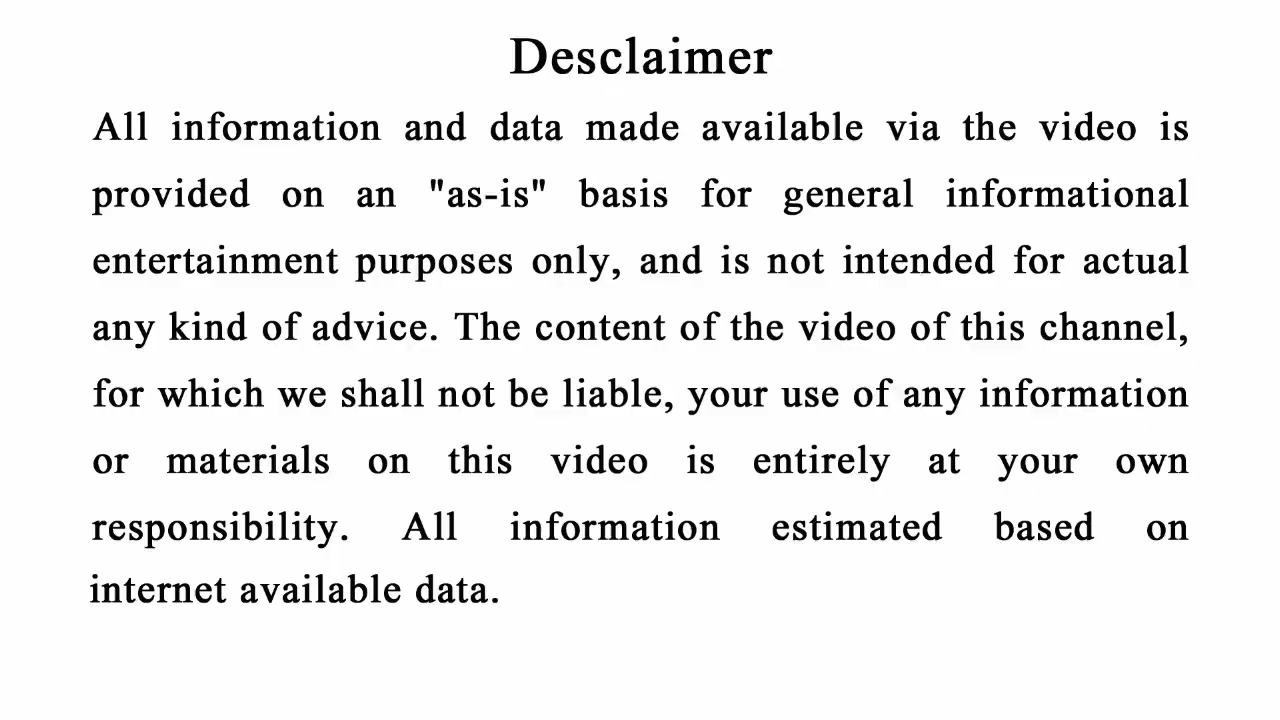 Desclaimer
All information and data made available via the video is
provided on an "as-is" basis for general informational
entertainment purposes only, and is not intended for actual
any kind of advice. The content of the video of this channel,
for which we shall not be liable, your use of any information
or materials on this video is entirely at your own
responsibility. All information estimated based on
internet available data.